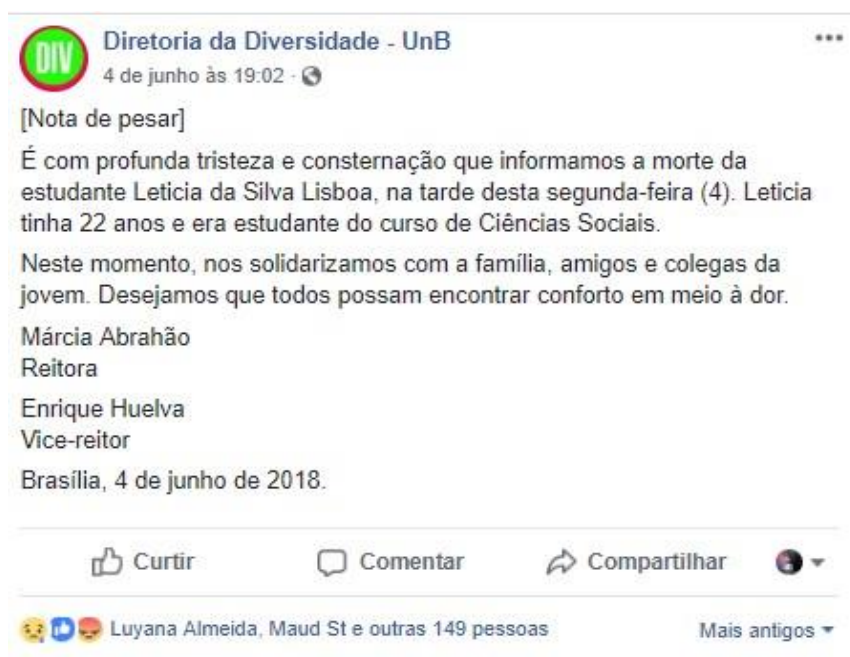 DIV
Diretoria da Diversidade - UnB
4 de junho às 19:02 ·
[Nota de pesar]
É com profunda tristeza e consternação que informamos a morte da
estudante Leticia da Silva Lisboa, na tarde desta segunda-feira (4). Leticia
tinha 22 anos e era estudante do curso de Ciências Sociais.
Neste momento, nos solidarizamos com a família, amigos e colegas da
jovem. Desejamos que todos possam encontrar conforto em meio à dor.
Márcia Abrahão
Reitora
Enrique Huelva
Vice-reitor
Brasília, 4 de junho de 2018.
Curtir Comentar Compartilhar
Luyana Almeida, Maud St e outras 149 pessoas Mais antigos